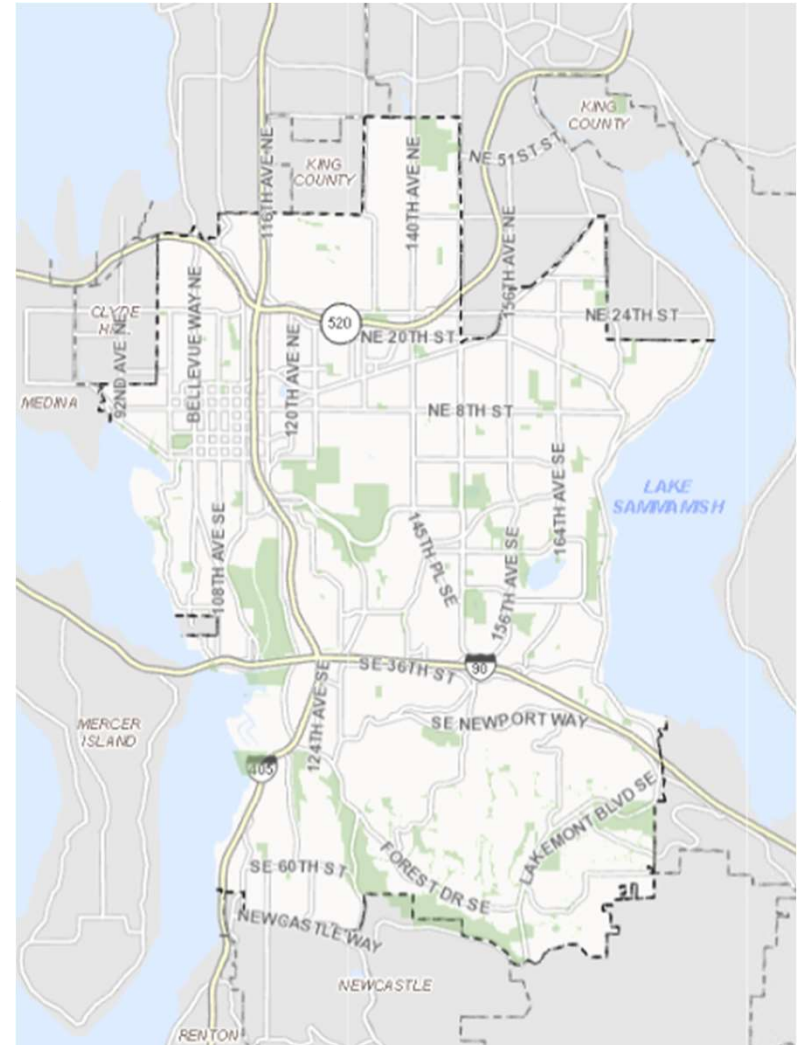 KING
COUNTY
NE 51ST ST
KING
COUNTY
116TH AVE NE
140TH AVE NE
156TH AVE NE
CLYDE
HILL
92ND AVE NE
BELLEVUE WAY NE
520
NE 20TH ST
NE 24TH ST
120TH AVE NE
MEDINA
NE 8TH ST
LAKE
SAMMAMISH
164TH AVE SE
108TH AVE SE
145TH PL SE
156TH AVE SE
SE 36TH ST
90
124TH AVE SE
SE NEWPORT WAY
MERCER
ISLAND
405
LAKEMONT BLVD SE
SE 60TH ST
FOREST DR SE
NEWCASTLE WAY
NEWCASTLE
RENTON